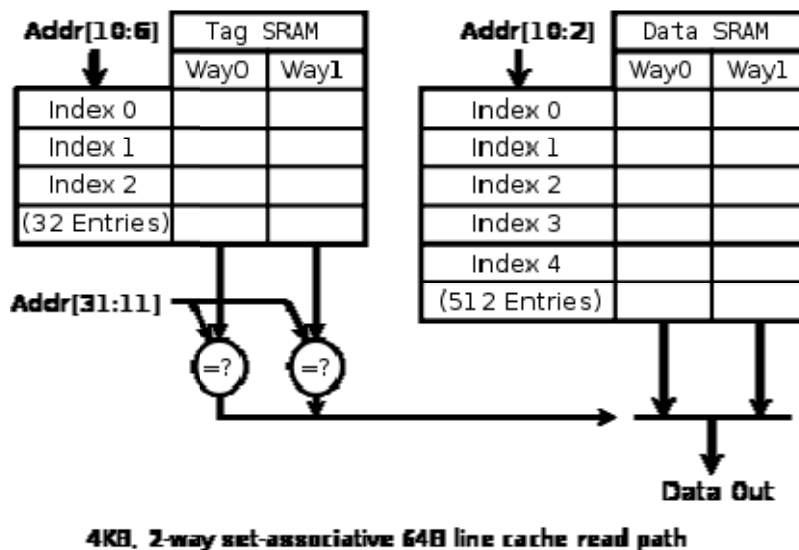 Addr[10:6]
Tag SRAM
Way0 Way1
Index 0
Index 1
Index 2
(32 Entries)
Addr[10:2]
Data SRAM
Way0 Way1
Index 0
Index 1
Index 2
Index 3
Index 4
(512 Entries)
Addr[31:11]
=? =?
Data Out
4KB, 2-way set-associative 64B line cache read path